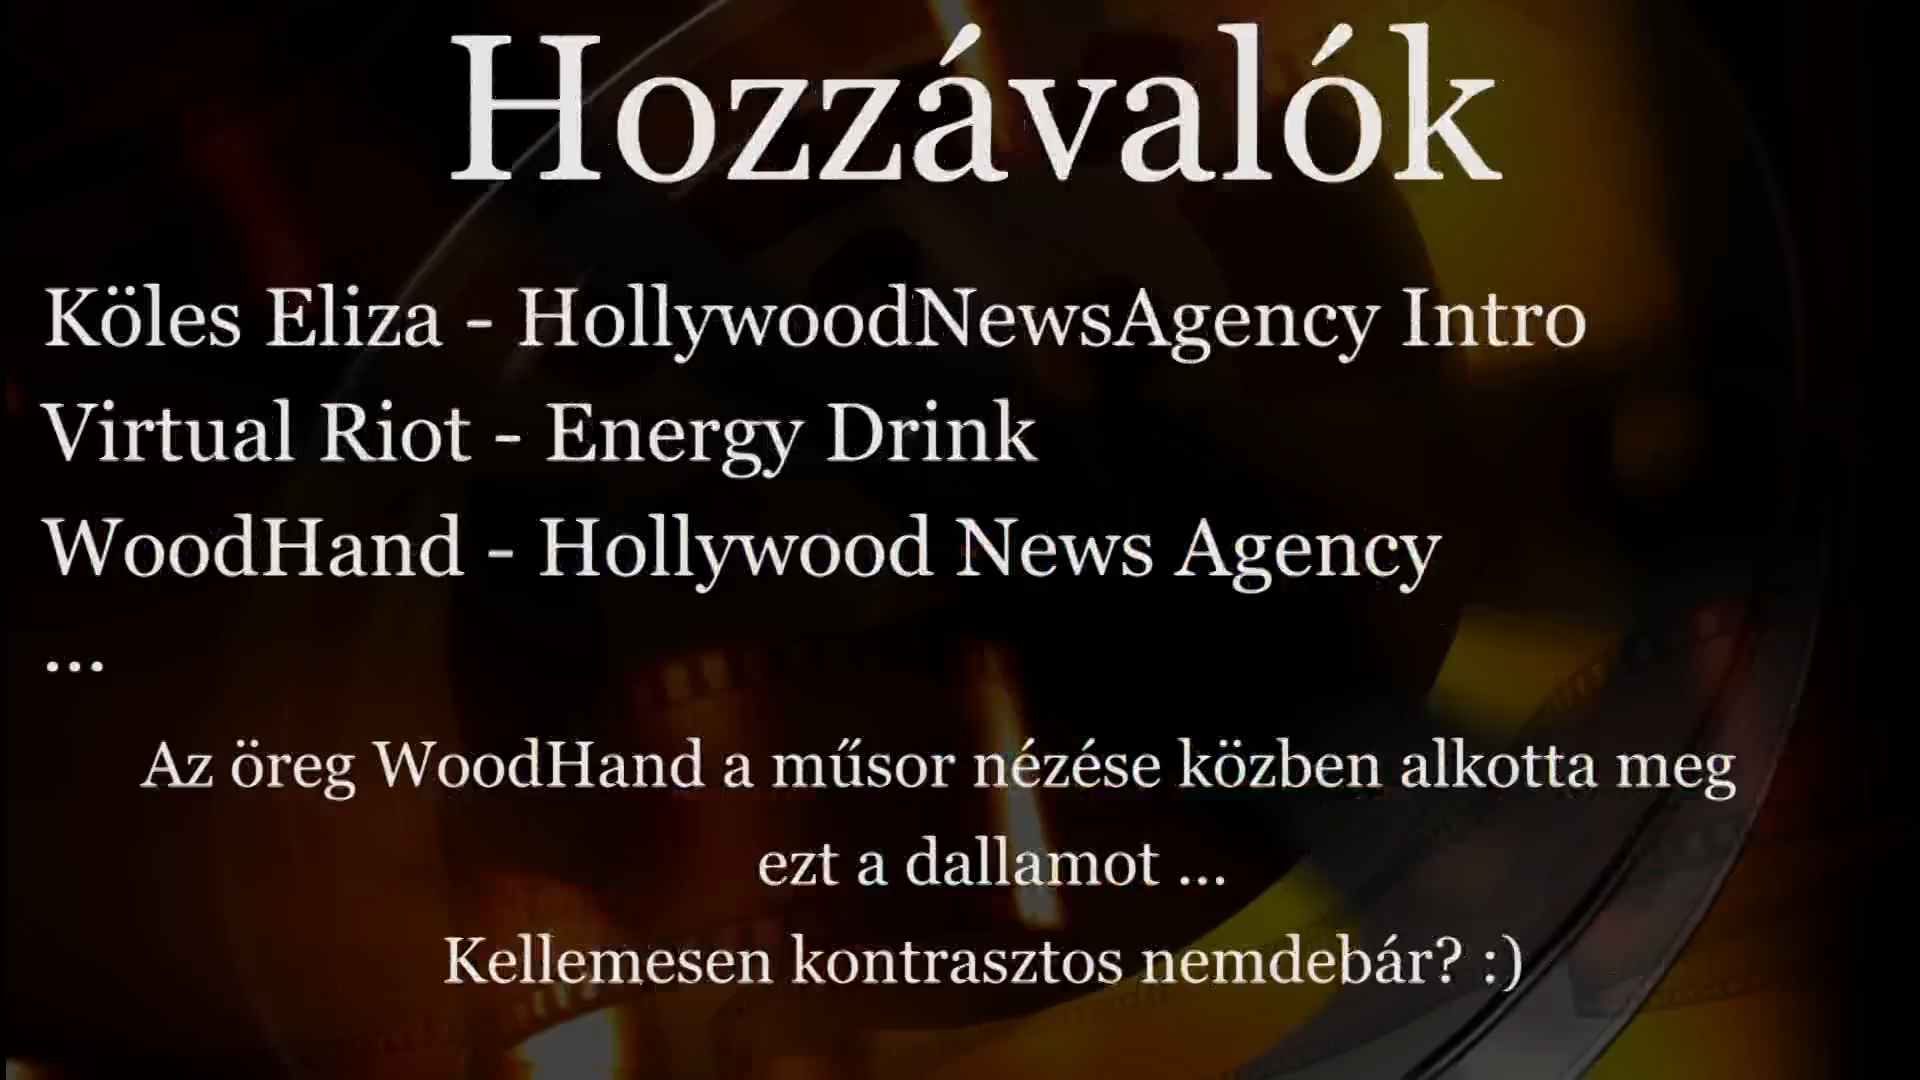 Hozzávalók
Köles Eliza - HollywoodNewsAgency Intro
Virtual Riot - Energy Drink
WoodHand - Hollywood News Agency
...
Az öreg WoodHand a műsor nézése közben alkotta meg
ezt a dallamot ...
Kellemesen kontrasztos nemdebár? :)